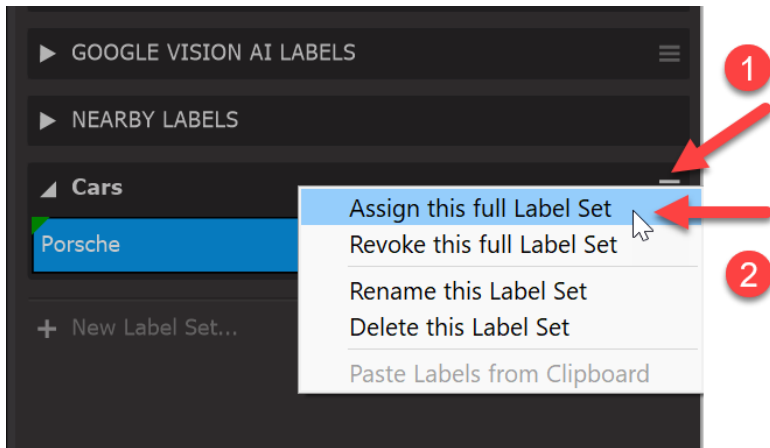 GOOGLE VISION AI LABELS
1
NEARBY LABELS
Cars
Assign this full Label Set
Porsche
Revoke this full Label Set
2
Rename this Label Set
+ New Label Set...
Delete this Label Set
Paste Labels from Clipboard